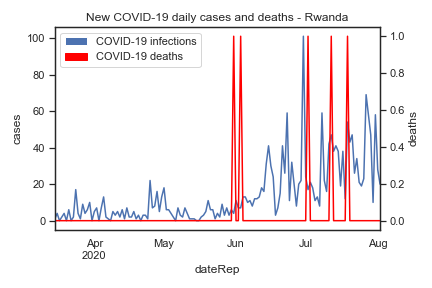 New COVID-19 daily cases and deaths - Rwanda
COVID-19 infections
COVID-19 deaths
100
80
60
40
20
0
cases
1.0
0.8
0.6
0.4
0.2
0.0
deaths
Apr
2020
May
Jun
Jul
Aug
dateRep